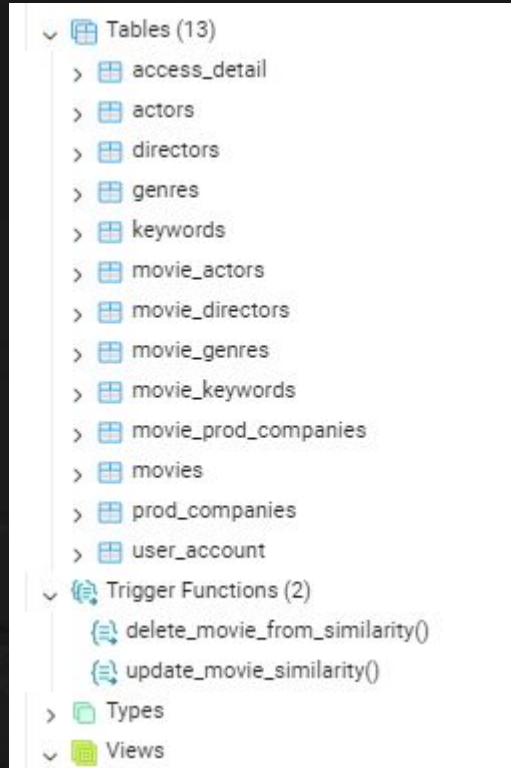 Tables (13)
access_detail
actors
directors
genres
keywords
movie_actors
movie_directors
movie_genres
movie_keywords
movie_prod_companies
movies
prod_companies
user_account
Trigger Functions (2)
delete_movie_from_similarity()
update_movie_similarity()
Types
Views